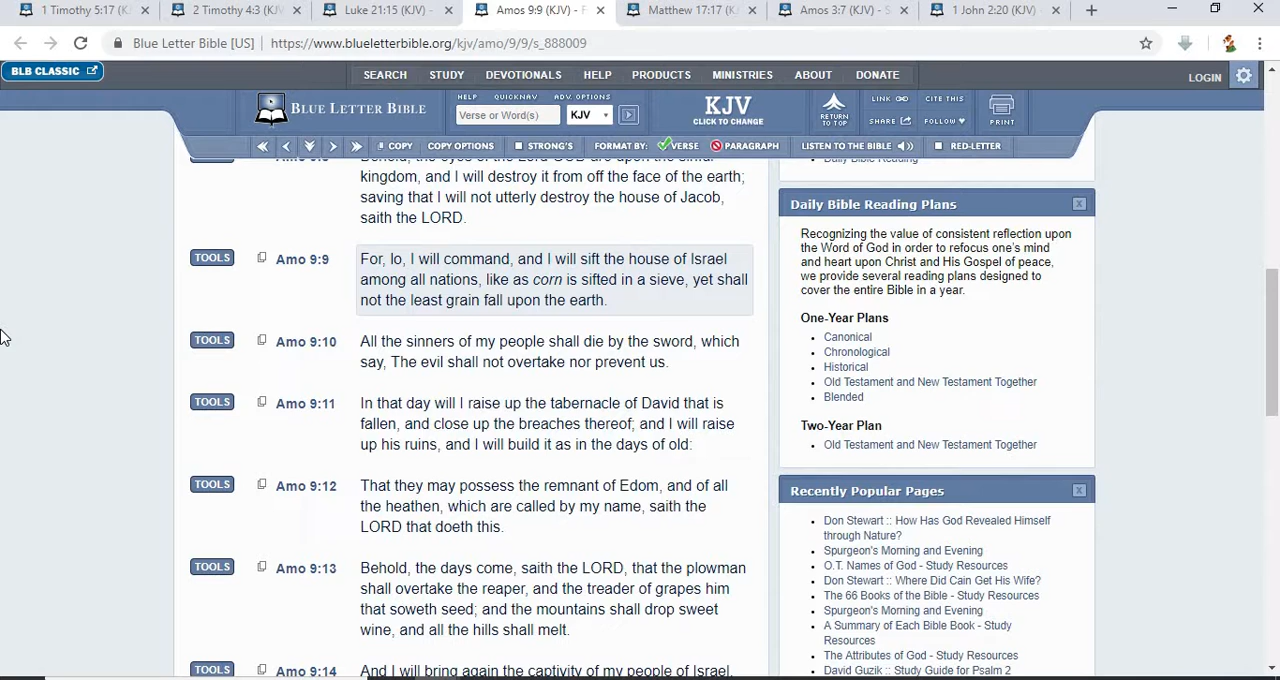 1 Timothy 5:17 (KJV)
2 Timothy 4:3 (KJV)
Luke 21:15 (KJV)
Amos 9:9 (KJV) - F
Matthew 17:17 (K
Amos 3:7 (KJV) - S
1 John 2:20 (KJV)
Blue Letter Bible [US] https://www.blueletterbible.org/kjv/amo/9/9/s_888009
BLB CLASSIC
SEARCH STUDY DEVOTIONALS HELP PRODUCTS MINISTRIES ABOUT DONATE
LOGIN
BLUE LETTER BIBLE
HELP QUICKNAV ADV. OPTIONS
Verse or Word(s) KJV
KJV
CLICK TO CHANGE
RETURN
TO TOP
LINK CITE THIS
SHARE FOLLOW
PRINT
COPY COPY OPTIONS STRONG'S FORMAT BY: VERSE PARAGRAPH LISTEN TO THE BIBLE RED-LETTER
Behold, the eyes of the Lord GOD are upon the sinful
kingdom, and I will destroy it from off the face of the earth;
saving that I will not utterly destroy the house of Jacob,
saith the LORD.
TOOLS Amo 9:9 For, lo, I will command, and I will sift the house of Israel
among all nations, like as corn is sifted in a sieve, yet shall
not the least grain fall upon the earth.
TOOLS Amo 9:10 All the sinners of my people shall die by the sword, which
say, The evil shall not overtake nor prevent us.
TOOLS Amo 9:11 In that day will I raise up the tabernacle of David that is
fallen, and close up the breaches thereof; and I will raise
up his ruins, and I will build it as in the days of old:
TOOLS Amo 9:12 That they may possess the remnant of Edom, and of all
the heathen, which are called by my name, saith the
LORD that doeth this.
TOOLS Amo 9:13 Behold, the days come, saith the LORD, that the plowman
shall overtake the reaper, and the treader of grapes him
that soweth seed; and the mountains shall drop sweet
wine, and all the hills shall melt.
TOOLS Amo 9:14 And I will bring again the captivity of my people of Israel,
Daily Bible Reading
Daily Bible Reading Plans
Recognizing the value of consistent reflection upon
the Word of God in order to refocus one's mind
and heart upon Christ and His Gospel of peace,
we provide several reading plans designed to
cover the entire Bible in a year.
One-Year Plans
Canonical
Chronological
Historical
Old Testament and New Testament Together
Blended
Two-Year Plan
Old Testament and New Testament Together
Recently Popular Pages
Don Stewart :: How Has God Revealed Himself
through Nature?
Spurgeon's Morning and Evening
O.T. Names of God - Study Resources
Don Stewart :: Where Did Cain Get His Wife?
The 66 Books of the Bible - Study Resources
Spurgeon's Morning and Evening
A Summary of Each Bible Book - Study
Resources
The Attributes of God - Study Resources
David Guzik :: Study Guide for Psalm 2